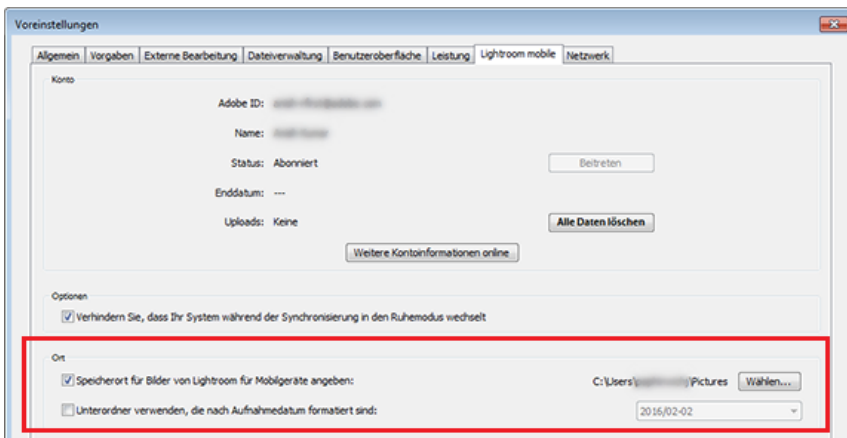 Voreinstellungen
Allgemein Vorgaben Externe Bearbeitung Dateiverwaltung Benutzeroberfläche Leistung Lightroom mobile Netzwerk
Konto
Adobe ID:
Name:
Status: Abonniert Beitreten
Enddatum: ---
Uploads: Keine Alle Daten löschen
Weitere Kontoinformationen online
Optionen
Verhindern Sie, dass Ihr System während der Synchronisierung in den Ruhemodus wechselt
Ort
Speicherort für Bilder von Lightroom für Mobilgeräte angeben: C:\Users\ \Pictures Wählen...
Unterordner verwenden, die nach Aufnahmedatum formatiert sind: 2016/02-02